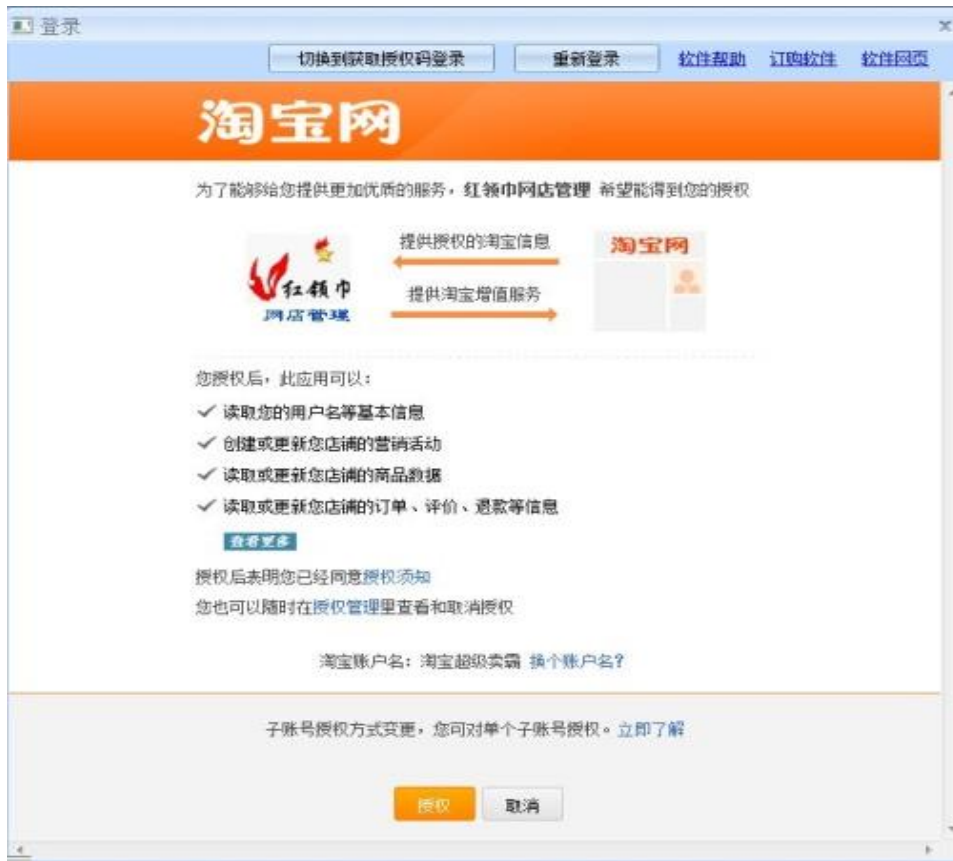 登录
切换到获取授权码登录 重新登录 软件帮助 订购软件 软件网页
淘宝网
为了能够给您提供更加优质的服务，红领巾网店管理 希望能得到您的授权
提供授权的淘宝信息
淘宝网
红领巾
提供淘宝增值服务
网店管理
您授权后，此应用可以：
读取您的用户名等基本信息
创建或更新您店铺的营销活动
读取或更新您店铺的商品数据
读取或更新您店铺的订单、评价、退款等信息
查看更多
授权后表明您已经同意授权须知
您也可以随时在授权管理里查看和取消授权
淘宝账户名：淘宝超级卖霸 换个账户名?
子账号授权方式变更，您可对单个子账号授权。立即了解
授权 取消